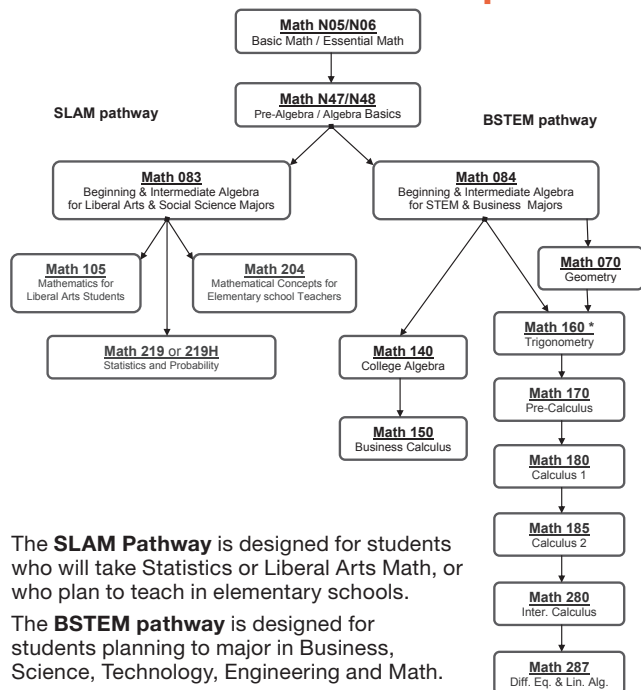 Math N05/N06
Basic Math / Essential Math
SLAM pathway
Math N47/N48
Pre-Algebra / Algebra Basics
BSTEM pathway
Math 083
Beginning & Intermediate Algebra
for Liberal Arts & Social Science Majors
Math 084
Beginning & Intermediate Algebra
for STEM & Business Majors
Math 105
Mathematics for
Liberal Arts Students
Math 204
Mathematical Concepts for
Elementary school Teachers
Math 070
Geometry
Math 219 or 219H
Statistics and Probability
Math 140
College Algebra
Math 160 *
Trigonometry
Math 150
Business Calculus
Math 170
Pre-Calculus
Math 180
Calculus 1
Math 185
Calculus 2
Math 280
Inter. Calculus
Math 287
Diff. Eq. & Lin. Alg.
The SLAM Pathway is designed for students
who will take Statistics or Liberal Arts Math, or
who plan to teach in elementary schools.
The BSTEM pathway is designed for
students planning to major in Business,
Science, Technology, Engineering and Math.